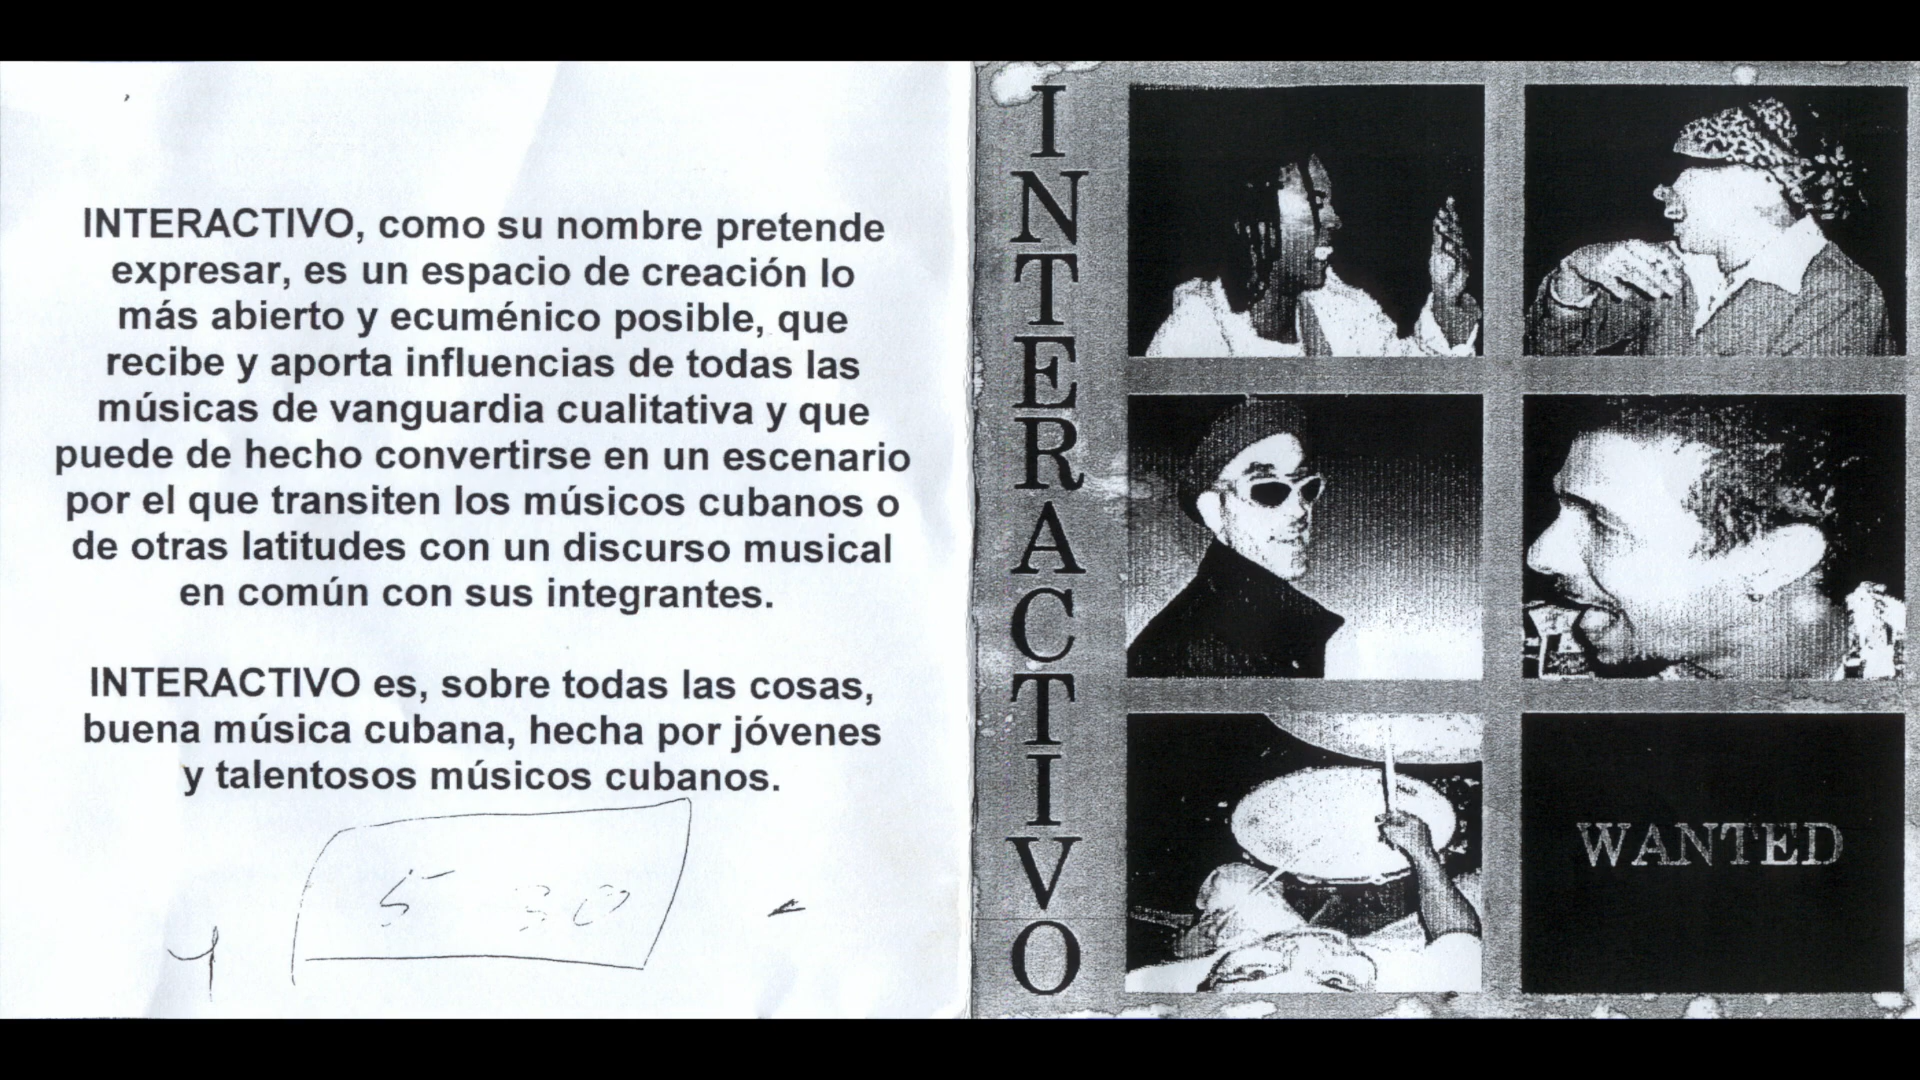 INTERACTIVO, como su nombre pretende
expresar, es un espacio de creación lo
más abierto y ecuménico posible, que
recibe y aporta influencias de todas las
músicas de vanguardia cualitativa y que
puede de hecho convertirse en un escenario
por el que transiten los músicos cubanos o
de otras latitudes con un discurso musical
en común con sus integrantes.
INTERACTIVO es, sobre todas las cosas,
buena música cubana, hecha por jóvenes
y talentosos músicos cubanos.
5 30
INTERACTIVO
WANTED